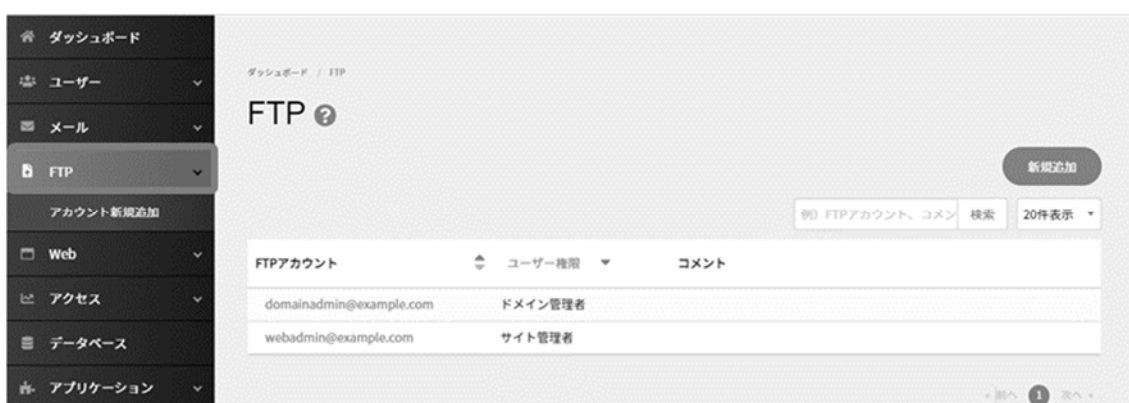 ダッシュボード
ユーザー
メール
FTP
アカウント新規追加
Web
アクセス
データベース
アプリケーション
ダッシュボード / FTP
FTP ?
新規追加
例）FTPアカウント、コメン 検索 20件表示
FTPアカウント ユーザー権限 コメント
domainadmin@example.com ドメイン管理者
webadmin@example.com サイト管理者
« 前へ 1 次へ »